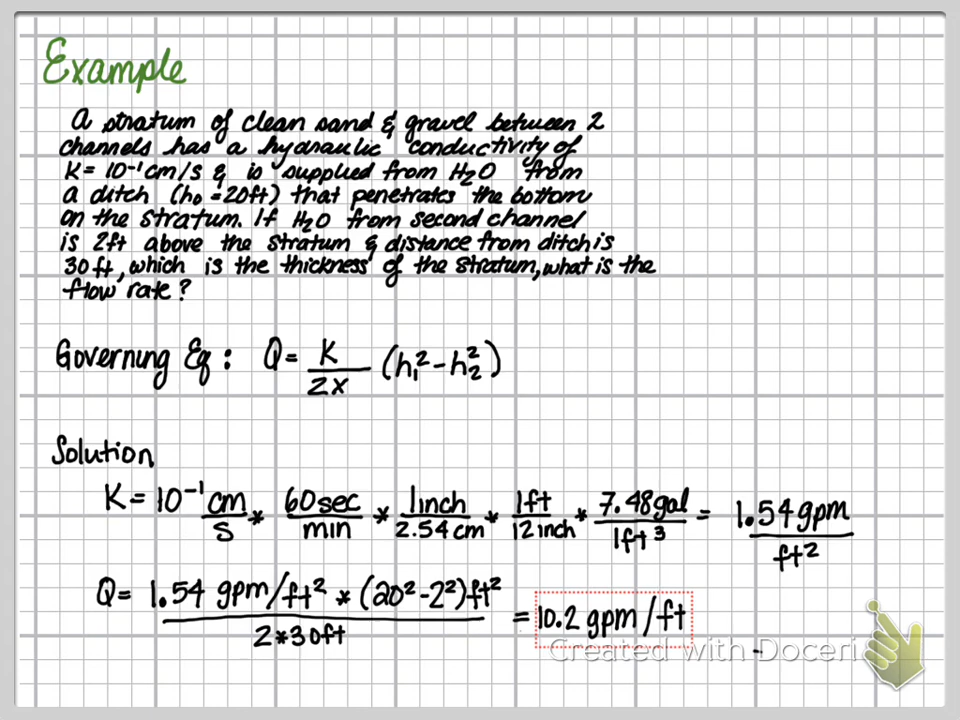 Example
A stratum of clean sand & gravel between 2
channels has a hydraulic conductivity of
K= 10⁻¹cm/s & is supplied from H₂O from
a ditch (h₀ =20ft) that penetrates the bottom
on the stratum. If H₂O from second channel
is 2ft above the stratum & distance from ditch is
30 ft, which is the thickness of the stratum, what is the
flow rate?
Governing Eq : Q= K/2x (h₁²-h₂²)
Solution
K= 10⁻¹ cm/s * 60sec/min * 1inch/2.54cm * 1ft/12inch * 7.48gal/1ft³ = 1.54gpm/ft²
Q= 1.54 gpm/ft² * (20²-2²)ft²/2*30ft = 10.2 gpm/ft
Created with Doceri